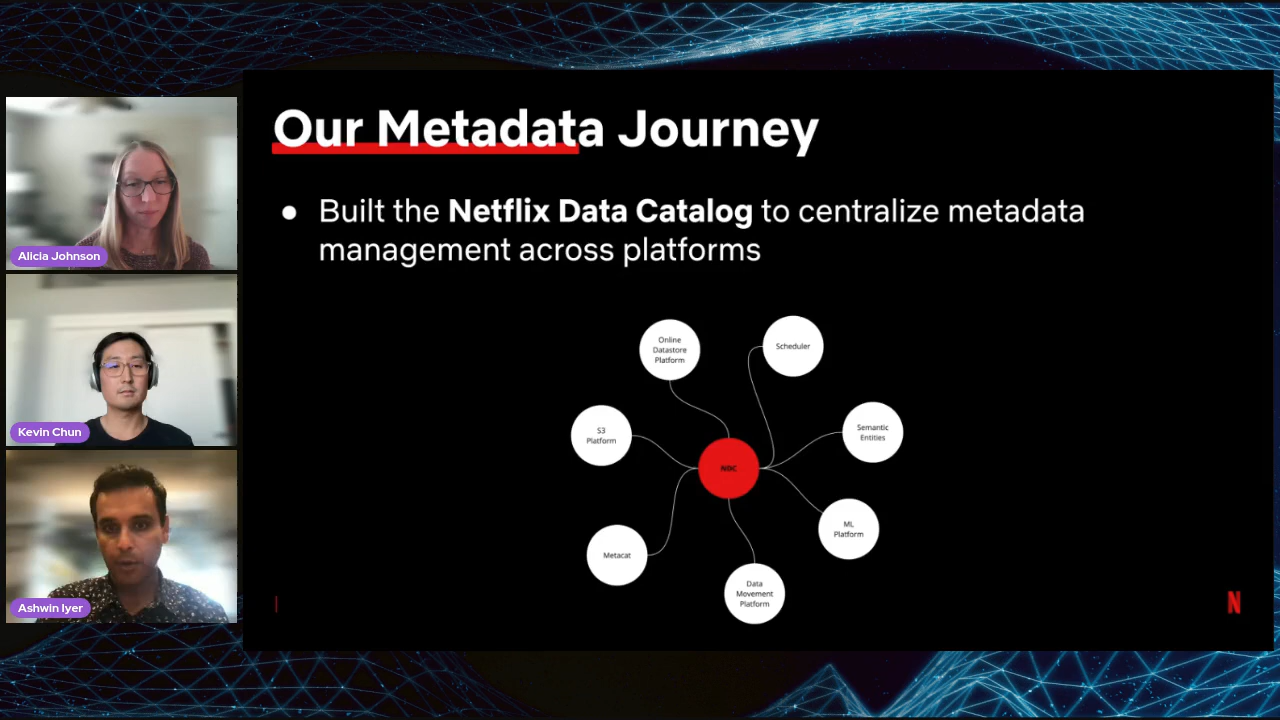 Our Metadata Journey
Built the Netflix Data Catalog to centralize metadata
management across platforms
Online
Datastore
Platform
Scheduler
S3
Platform
Semantic
Entities
NDC
ML
Platform
Metacat
Data
Movement
Platform
N
Alicia Johnson
Kevin Chun
Ashwin Iyer